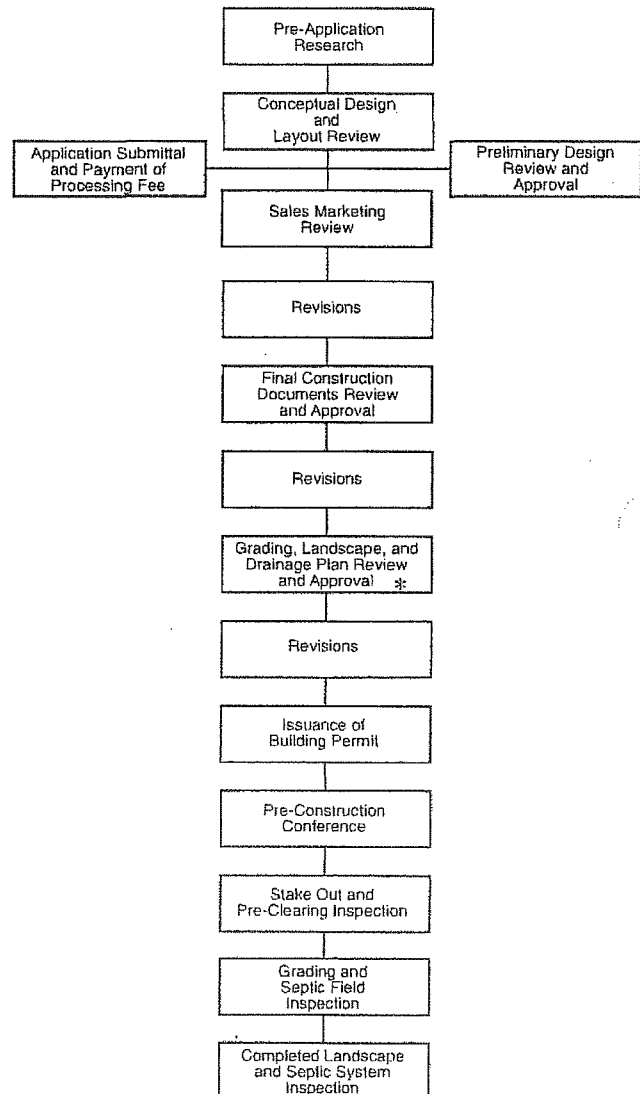 Pre-Application
Research
Conceptual Design
and
Layout Review
Application Submittal
and Payment of
Processing Fee
Preliminary Design
Review and
Approval
Sales Marketing
Review
Revisions
Final Construction
Documents Review
and Approval
Revisions
Grading, Landscape, and
Drainage Plan Review
and Approval *
Revisions
Issuance of
Building Permit
Pre-Construction
Conference
Stake Out and
Pre-Clearing Inspection
Grading and
Septic Field
Inspection
Completed Landscape
and Septic System
Inspection